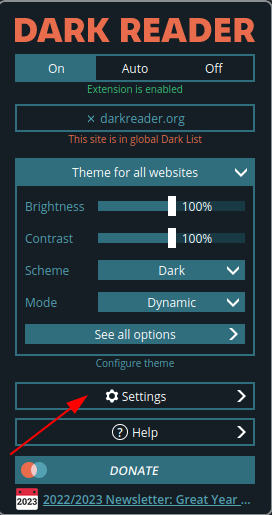 DARK READER
On Auto Off
Extension is enabled
× darkreader.org
This site is in global Dark List
Theme for all websites
Brightness 100%
Contrast 100%
Scheme Dark
Mode Dynamic
See all options
Configure theme
Settings
? Help
DONATE
2023 2022/2023 Newsletter: Great Year ...